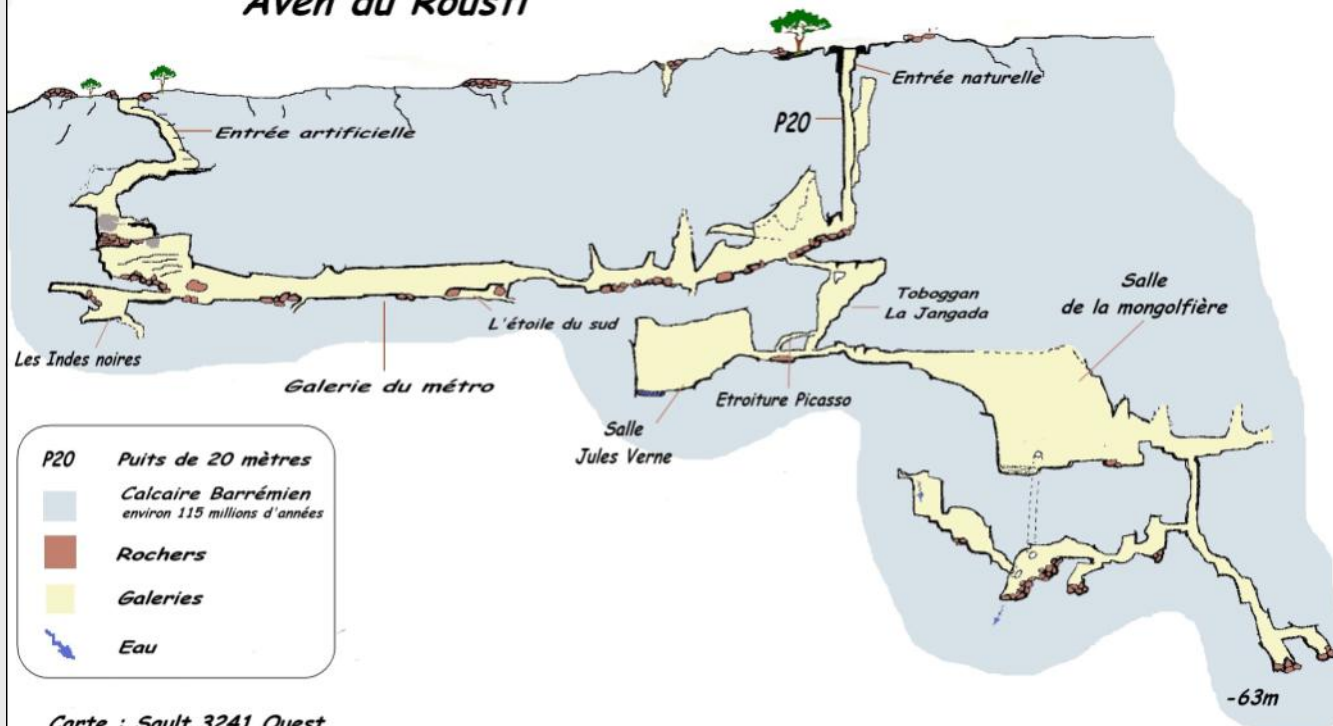 Aven du Rousti
Entrée naturelle
P20
Entrée artificielle
Salle
de la mongolfière
Toboggan
La Jangada
L'étoile du sud
Les Indes noires
Galerie du métro
Etroiture Picasso
Salle
Jules Verne
P20 Puits de 20 mètres
Calcaire Barrémien
environ 115 millions d'années
Rochers
Galeries
Eau
-63m
Carte : Sault 3241 Ouest